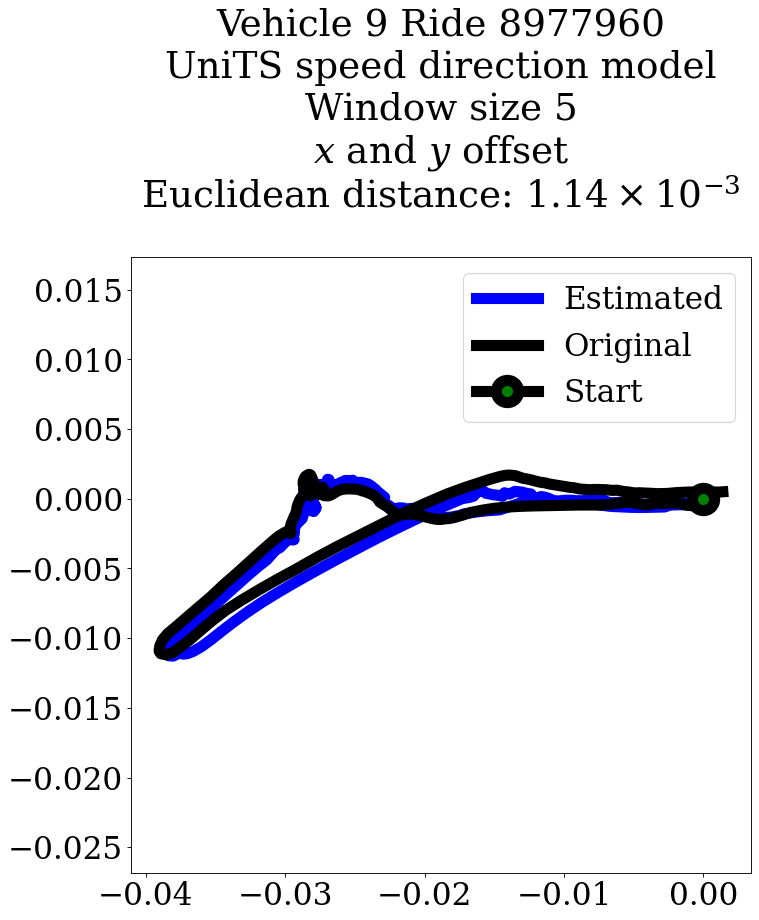 Vehicle 9 Ride 8977960
UniTS speed direction model
Window size 5
x and y offset
Euclidean distance: 1.14 × 10⁻³
Estimated
Original
Start
0.015
0.010
0.005
0.000
−0.005
−0.010
−0.015
−0.020
−0.025
−0.04 −0.03 −0.02 −0.01 0.00